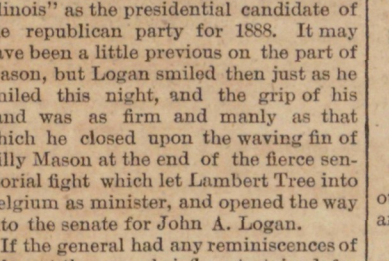 linois" as the presidential candidate of
e republican party for 1888. It may
ave been a little previous on the part of
ason, but Logan smiled then just as he
niled this night, and the grip of his
and was as firm and manly as that
hich he closed upon the waving fin of
illy Mason at the end of the fierce sen-
orial fight which let Lambert Tree into
elgium as minister, and opened the way
to the senate for John A. Logan.
If the general had any reminiscences of